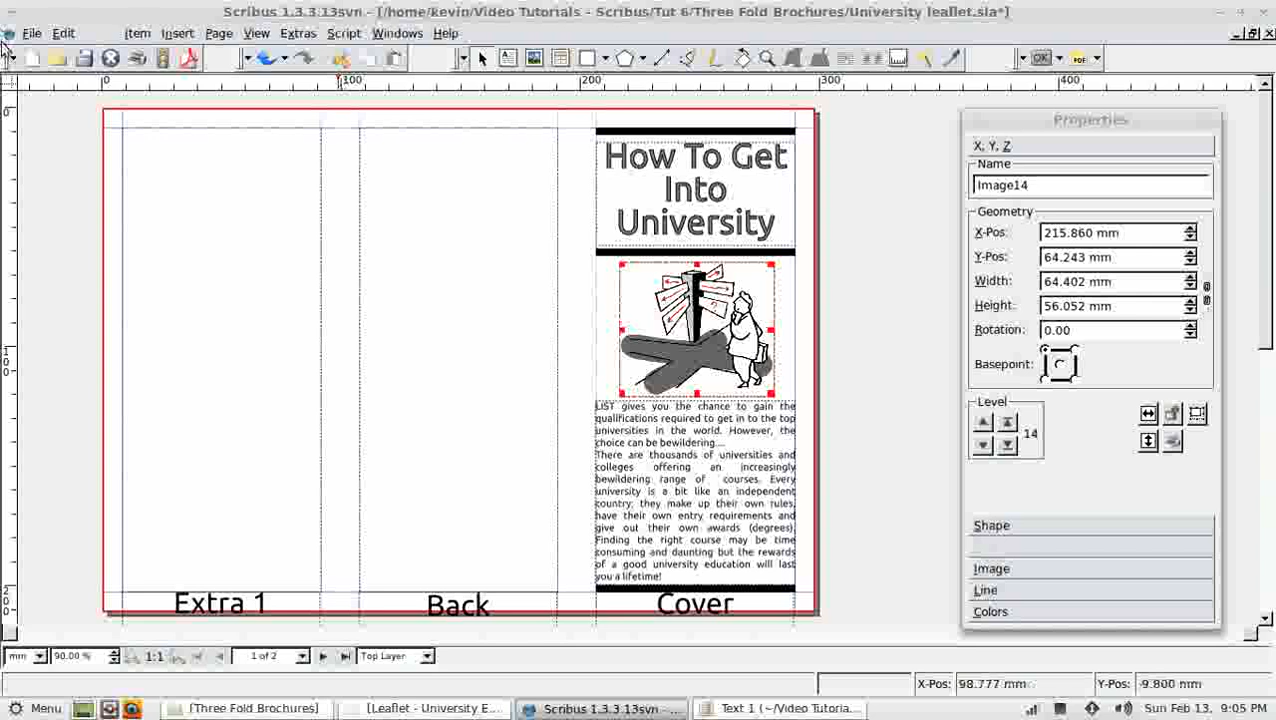 Scribus 1.3.3.13svn - [/home/kevin/Video Tutorials - Scribus/Tut 6/Three Fold Brochures/University leaflet.sla*]
File Edit Item Insert Page View Extras Script Windows Help
0 100 200 300 400
Properties
X, Y, Z
Name
Image14
Geometry
X-Pos: 215.860 mm
Y-Pos: 64.243 mm
Width: 64.402 mm
Height: 56.052 mm
Rotation: 0.00
Basepoint:
Level
14
Shape
Image
Line
Colors
How To Get
Into
University
LIST gives you the chance to gain the
qualifications required to get in to the top
universities in the world. However, the
choice can be bewildering...
There are thousands of universities and
colleges offering an increasingly
bewildering range of courses. Every
university is a bit like an independent
country; they make up their own rules,
have their own entry requirements and
give out their own awards (degrees).
Finding the right course may be time
consuming and daunting but the rewards
of a good university education will last
you a lifetime!
Extra 1 Back Cover
mm 90.00 % 1:1 1 of 2 Top Layer
X-Pos: 98.777 mm Y-Pos: -9.800 mm
Menu [Three Fold Brochures] [Leaflet - University E... Scribus 1.3.3.13svn - ... Text 1 (~/Video Tutoria... Sun Feb 13, 9:05 PM